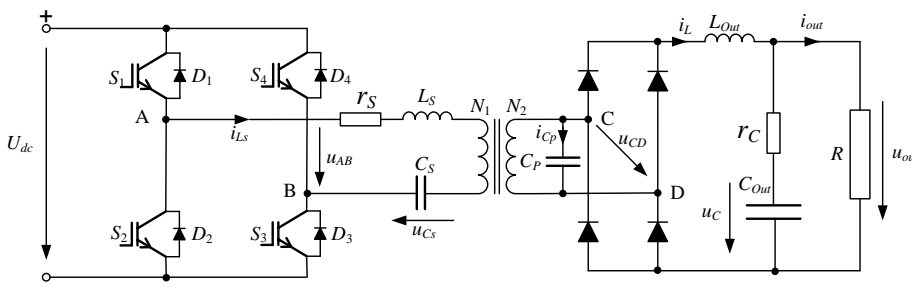 +
S1 D1 S4 D4
rS LS N1 N2
iL LOut iout
A
iLs
iCp C
Udc
uAB
CP uCD
rC R
B CS
D
COut
S2 D2 S3 D3
uCs
uC
uou